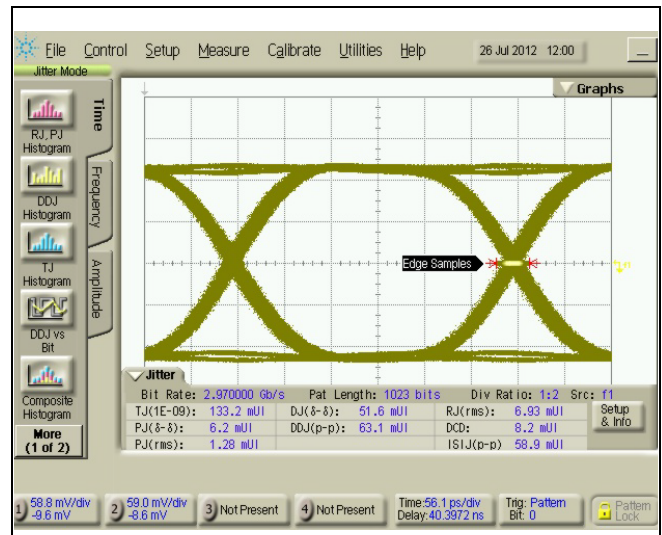 File Control Setup Measure Calibrate Utilities Help 26 Jul 2012 12:00
Jitter Mode
Graphs
Time
Frequency
Amplitude
RJ, PJ
Histogram
DDJ
Histogram
TJ
Histogram
DDJ vs
Bit
Composite
Histogram
More
(1 of 2)
Edge Samples
Jitter
Bit Rate: 2.970000 Gb/s Pat Length: 1023 bits Div Ratio: 1:2 Src: f1
TJ(1E-09): 133.2 mUI DJ(δ-δ): 51.6 mUI RJ(rms): 6.93 mUI
PJ(δ-δ): 6.2 mUI DDJ(p-p): 63.1 mUI DCD: 8.2 mUI
PJ(rms): 1.28 mUI ISIJ(p-p) 58.9 mUI
Setup
& Info
1) 58.8 mV/div
-9.6 mV
2) 59.0 mV/div
-8.6 mV
3) Not Present
4) Not Present
Time:56.1 ps/div
Delay:40.3972 ns
Trig: Pattern
Bit: 0
Pattern
Lock